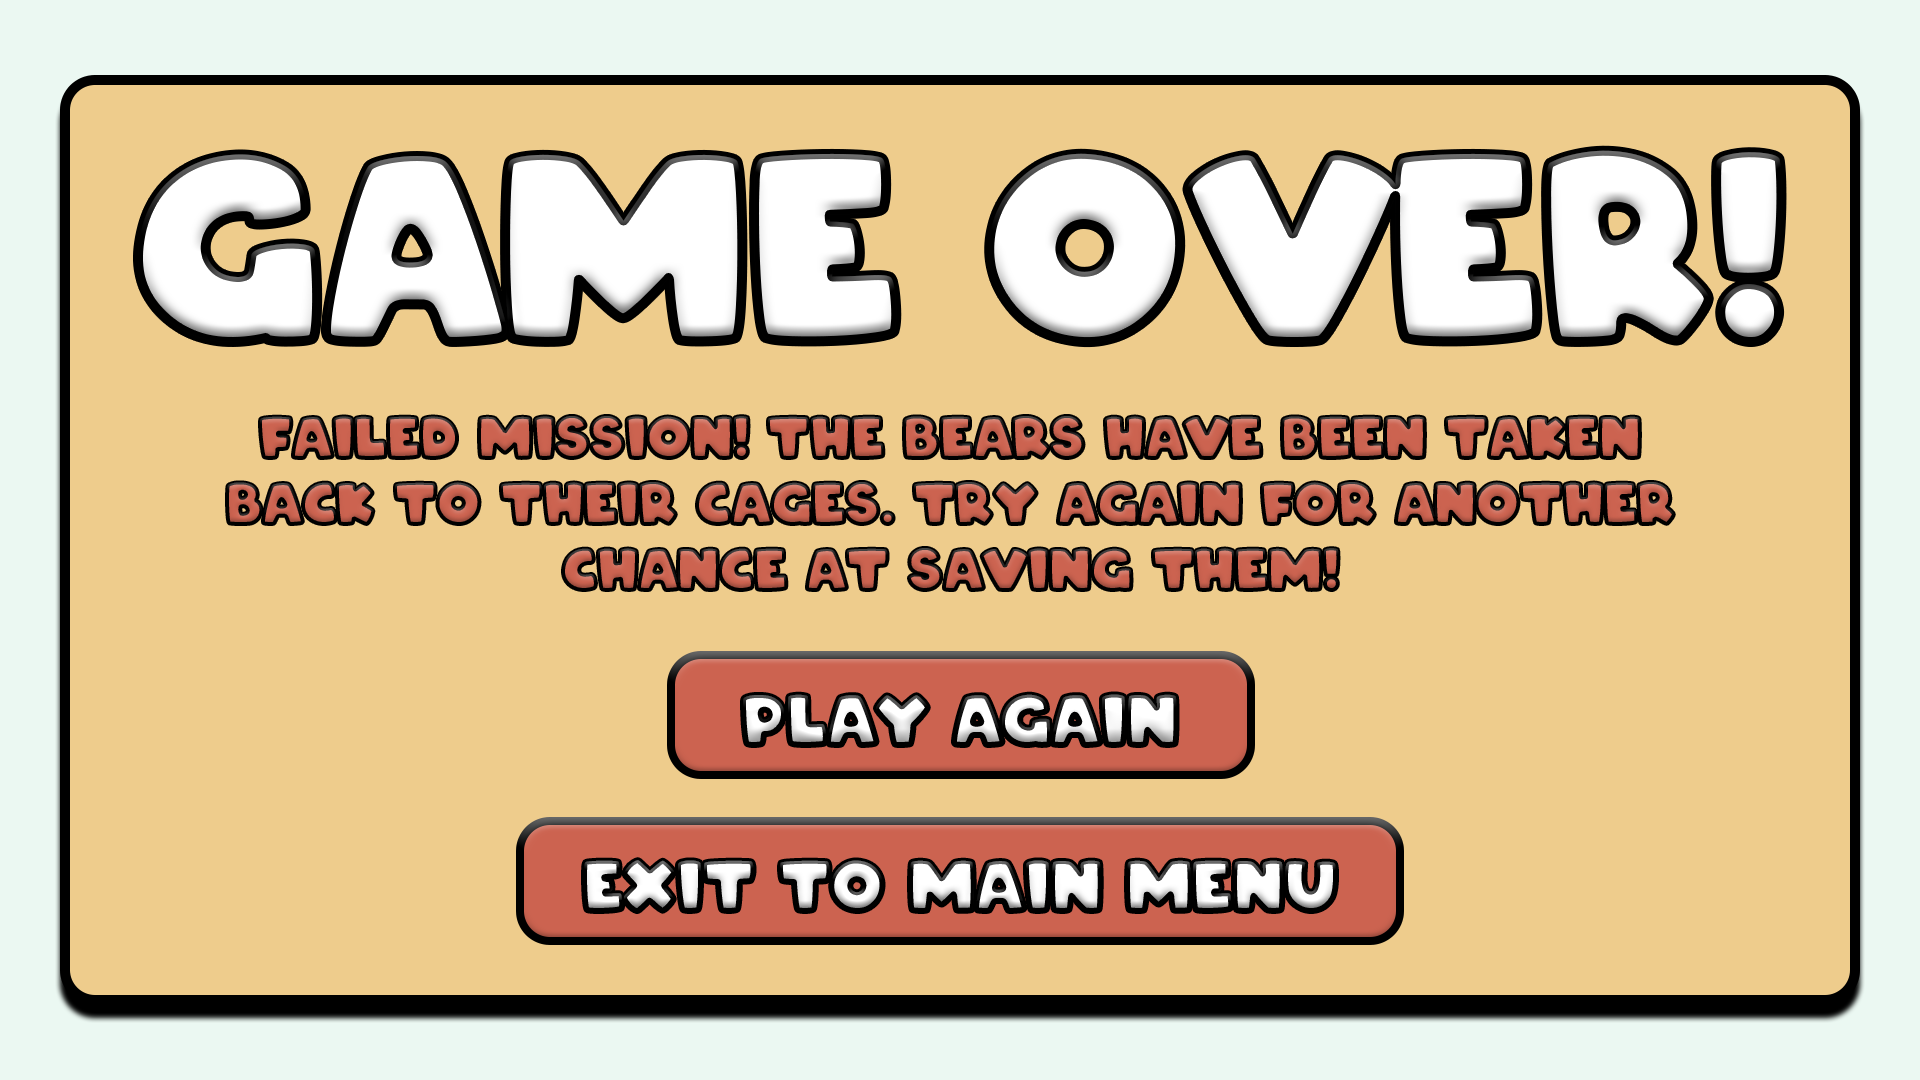 GAME OVER!
FAILED MISSION! THE BEARS HAVE BEEN TAKEN
BACK TO THEIR CAGES. TRY AGAIN FOR ANOTHER
CHANCE AT SAVING THEM!
PLAY AGAIN
EXIT TO MAIN MENU